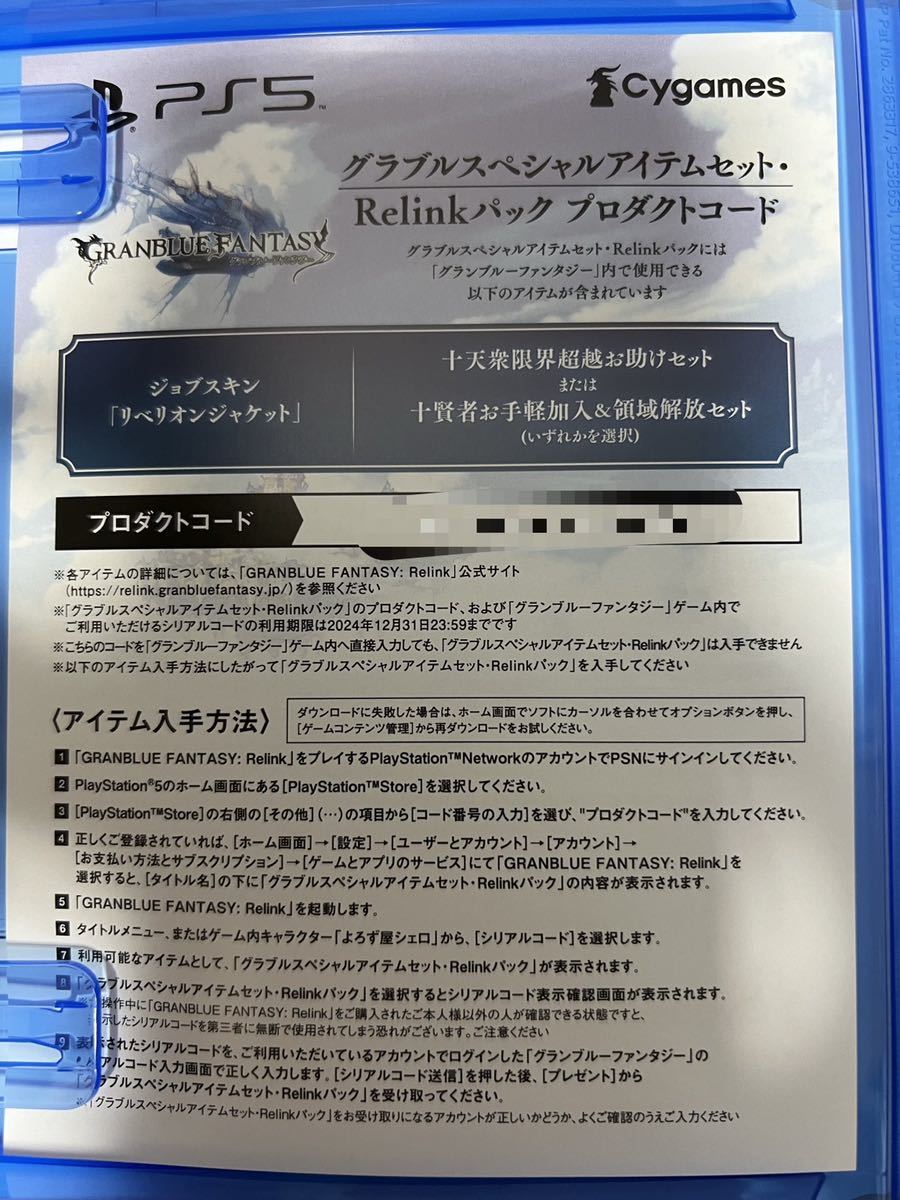 PS5
Cygames
グラブルスペシャルアイテムセット・
Relinkパック プロダクトコード
GRANBLUE FANTASY
グラブルスペシャルアイテムセット・Relinkパックには
「グランブルーファンタジー」内で使用できる
以下のアイテムが含まれています
ジョブスキン
「リベリオンジャケット」
十天衆限界超越お助けセット
または
十賢者お手軽加入&領域解放セット
(いずれかを選択)
プロダクトコード
※各アイテムの詳細については、「GRANBLUE FANTASY: Relink」公式サイト
(https://relink.granbluefantasy.jp/)を参照ください
※「グラブルスペシャルアイテムセット・Relinkパック」のプロダクトコード、および「グランブルーファンタジー」ゲーム内で
ご利用いただけるシリアルコードの利用期限は2024年12月31日23:59までです
※こちらのコードを「グランブルーファンタジー」ゲーム内へ直接入力しても、「グラブルスペシャルアイテムセット・Relinkパック」は入手できません
※以下のアイテム入手方法にしたがって「グラブルスペシャルアイテムセット・Relinkパック」を入手してください
〈アイテム入手方法〉
ダウンロードに失敗した場合は、ホーム画面でソフトにカーソルを合わせてオプションボタンを押し、
[ゲームコンテンツ管理]から再ダウンロードをお試しください。
1 「GRANBLUE FANTASY: Relink」をプレイするPlayStation™NetworkのアカウントでPSNにサインインしてください。
2 PlayStation®5のホーム画面にある[PlayStation™Store]を選択してください。
3 [PlayStation™Store]の右側の[その他](…)の項目から[コード番号の入力]を選び、"プロダクトコード"を入力してください。
4 正しくご登録されていれば、[ホーム画面]→[設定]→[ユーザーとアカウント]→[アカウント]→
[お支払い方法とサブスクリプション]→[ゲームとアプリのサービス]にて「GRANBLUE FANTASY: Relink」を
選択すると、[タイトル名]の下に「グラブルスペシャルアイテムセット・Relinkパック」の内容が表示されます。
5 「GRANBLUE FANTASY: Relink」を起動します。
6 タイトルメニュー、またはゲーム内キャラクター「よろず屋シェロ」から、[シリアルコード]を選択します。
7 利用可能なアイテムとして、「グラブルスペシャルアイテムセット・Relinkパック」が表示されます。
8 「グラブルスペシャルアイテムセット・Relinkパック」を選択するとシリアルコード表示確認画面が表示されます。
操作中に「GRANBLUE FANTASY: Relink」をご購入されたご本人様以外の人が確認できる状態ですと、
表示したシリアルコードを第三者に無断で使用されてしまう恐れがございます。ご注意ください
9 表示されたシリアルコードを、ご利用いただいているアカウントでログインした「グランブルーファンタジー」の
シリアルコード入力画面で正しく入力します。[シリアルコード送信]を押した後、[プレゼント]から
「グラブルスペシャルアイテムセット・Relinkパック」を受け取ってください。
※「グラブルスペシャルアイテムセット・Relinkパック」をお受け取りになるアカウントが正しいかどうか、よくご確認のうえご入力ください